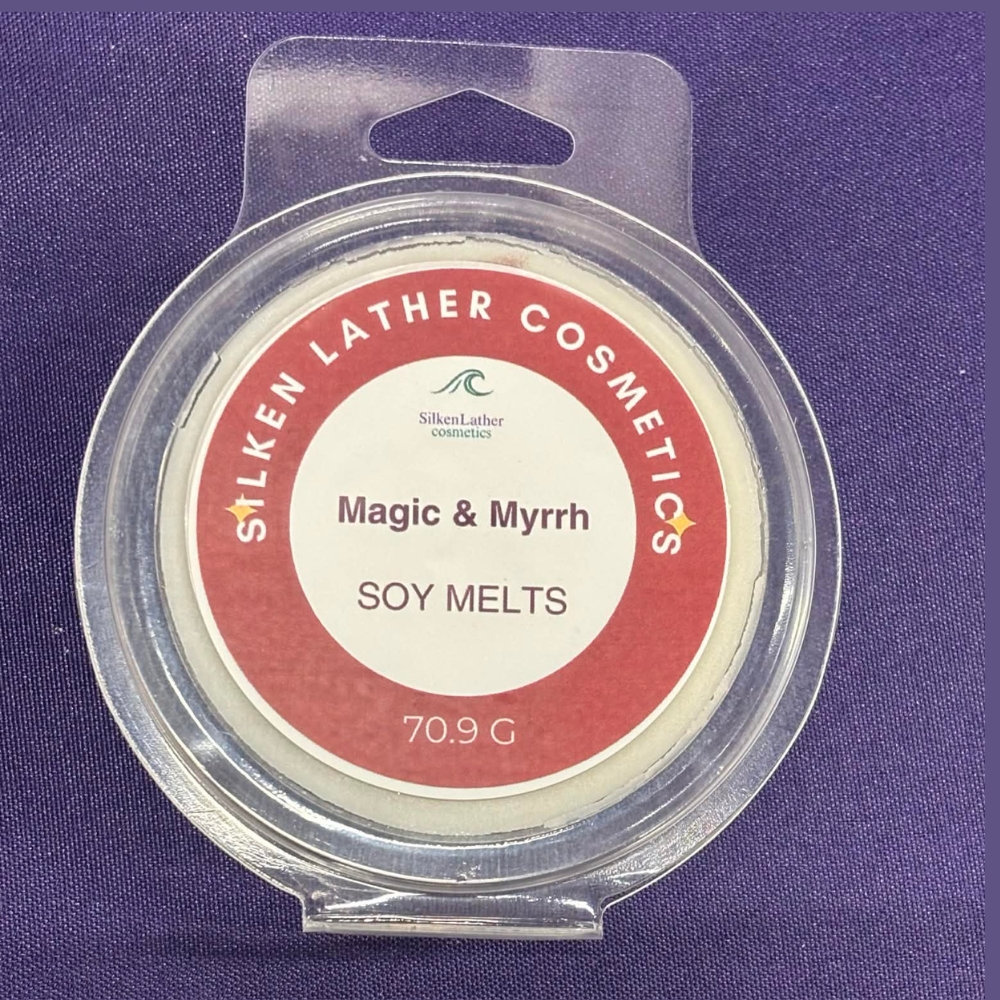 SILKEN LATHER COSMETICS
SilkenLather
cosmetics
Magic & Myrrh
SOY MELTS
70.9 G